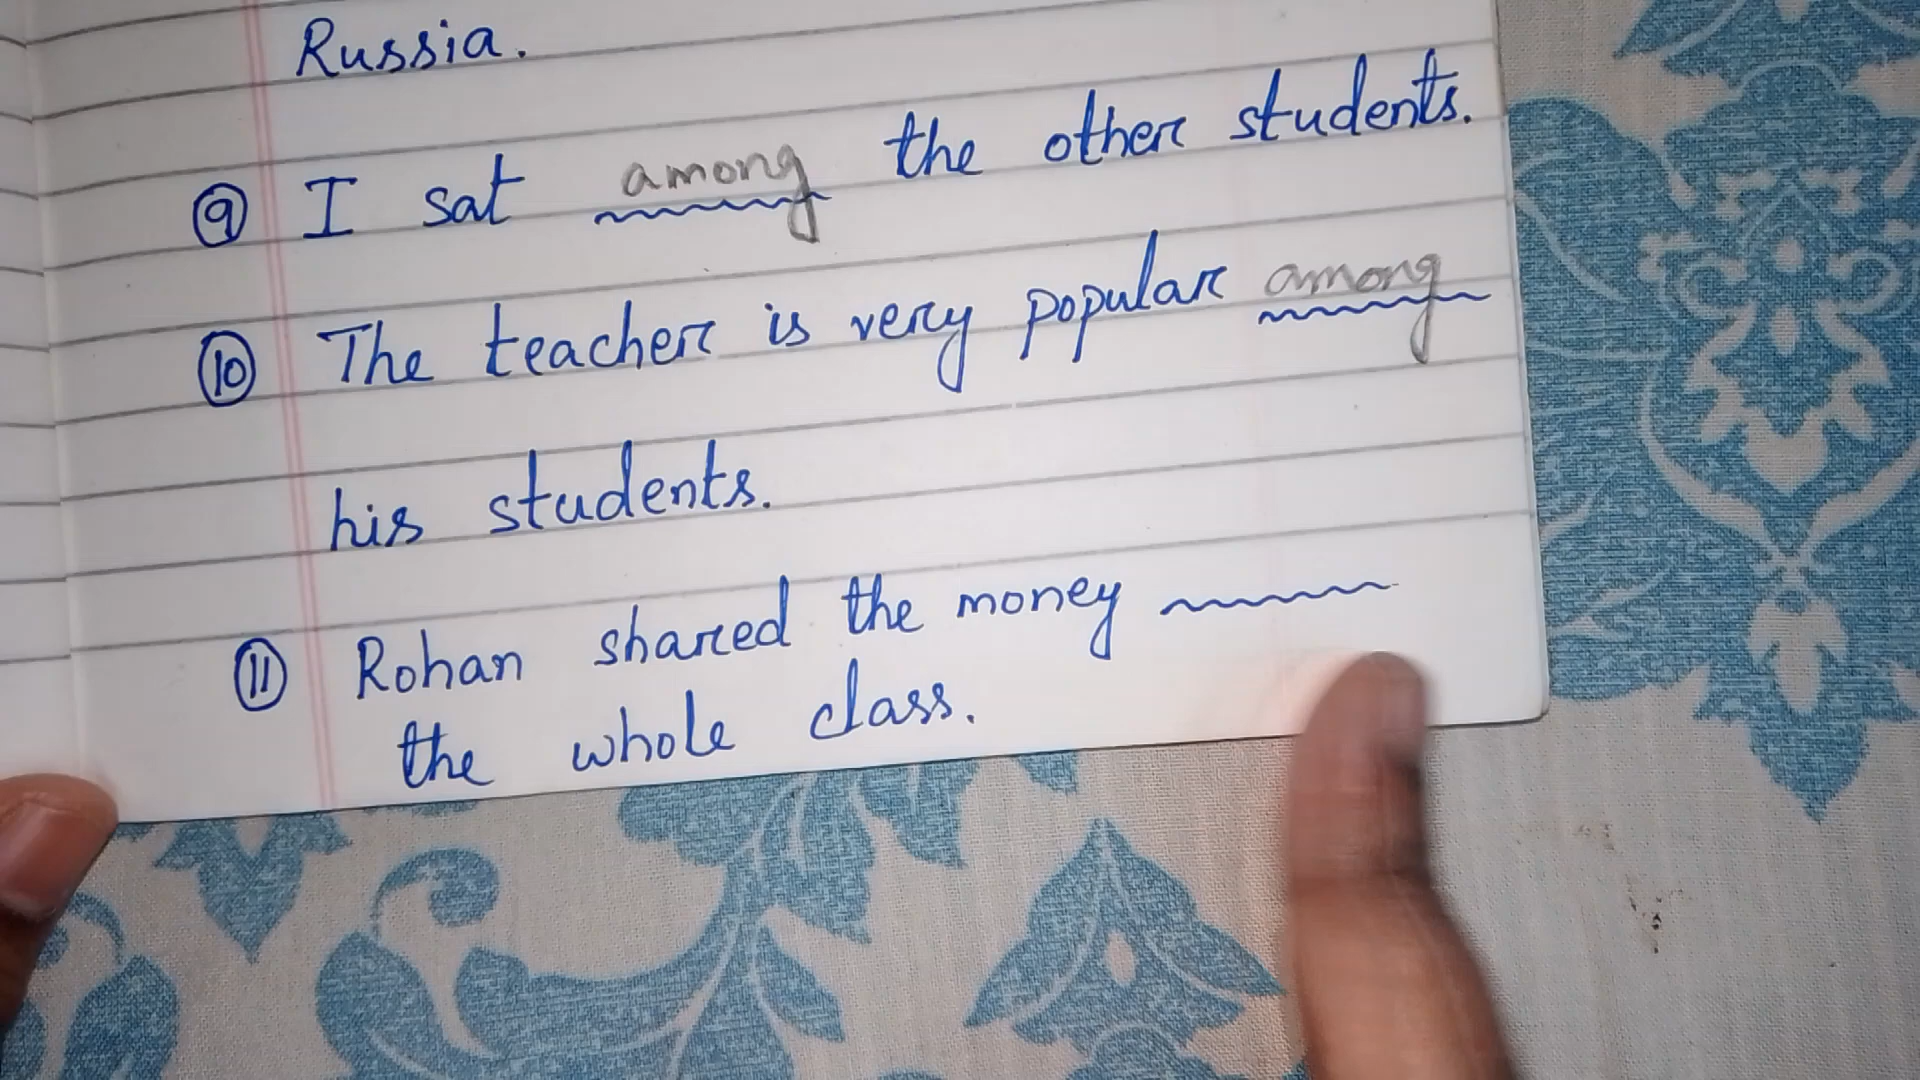 Russia.
⑨ I sat among the other students.
⑩ The teacher is very popular among
his students.
⑪ Rohan shared the money ~~~~
the whole class.